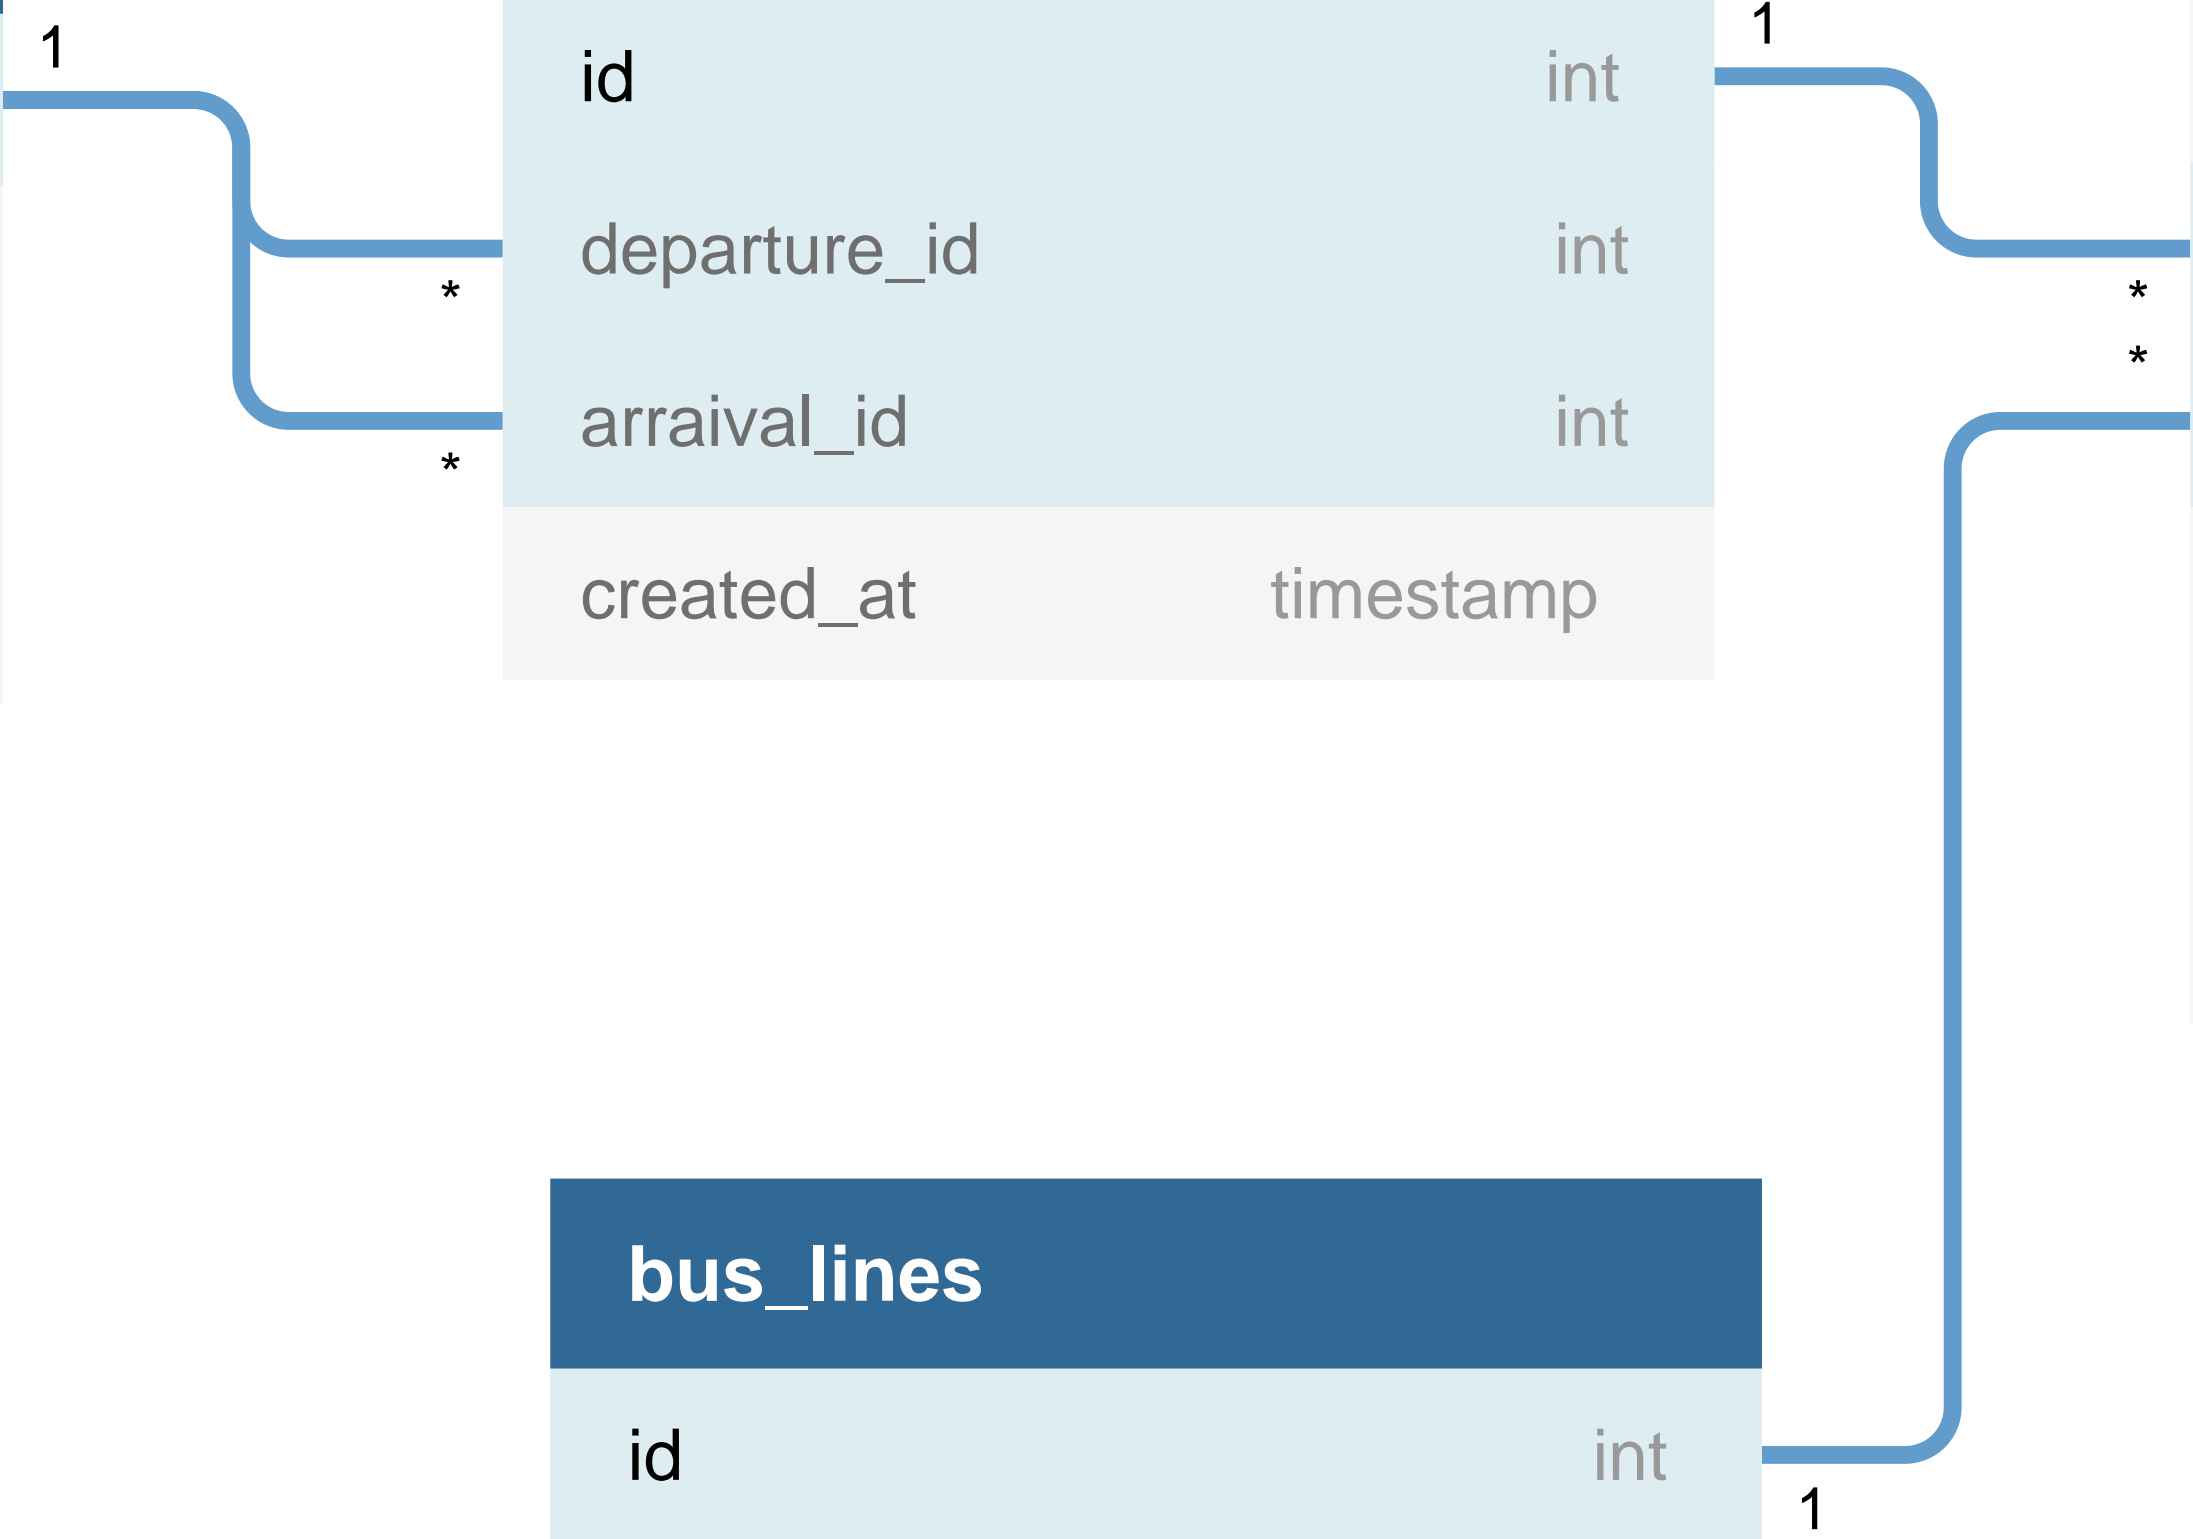 1
1
id int
departure_id int
*
*
*
arraival_id int
*
created_at timestamp
bus_lines
id int
1